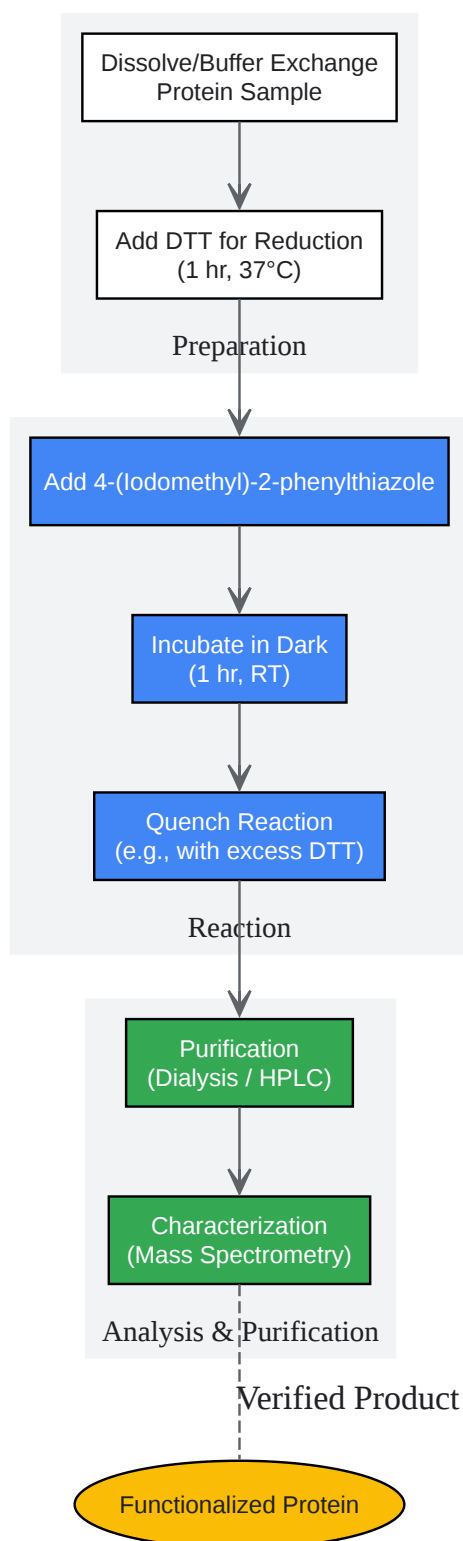 Dissolve/Buffer Exchange
Protein Sample
Add DTT for Reduction
(1 hr, 37°C)
Preparation
Add 4-(Iodomethyl)-2-phenylthiazole
Incubate in Dark
(1 hr, RT)
Quench Reaction
(e.g., with excess DTT)
Reaction
Purification
(Dialysis / HPLC)
Characterization
(Mass Spectrometry)
Analysis & Purification
Verified Product
Functionalized Protein